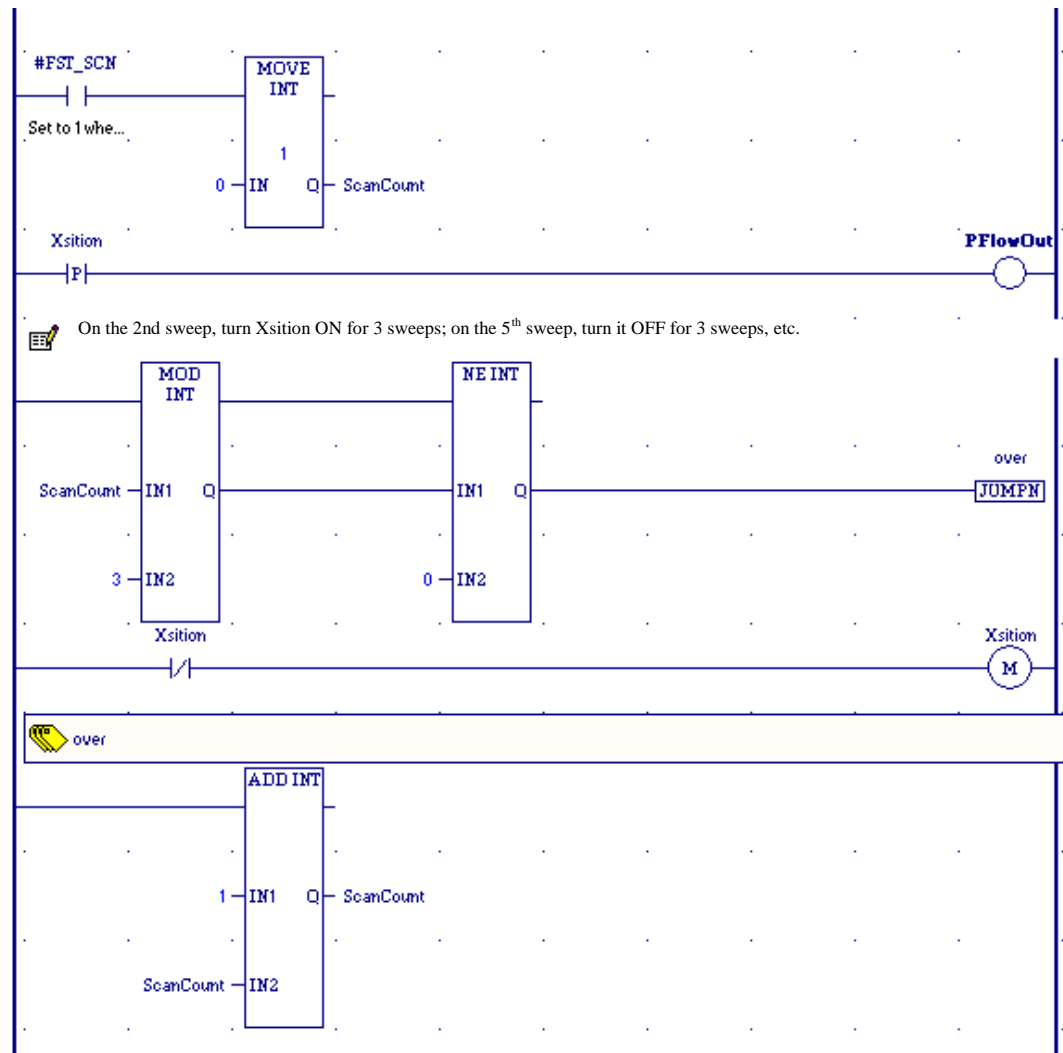 #FST_SCN
MOVE
INT
Set to 1 whe...
1
0 IN Q ScanCount
Xsition PFlowOut
P
On the 2nd sweep, turn Xsition ON for 3 sweeps; on the 5th sweep, turn it OFF for 3 sweeps, etc.
MOD
INT
NE INT
over
ScanCount IN1 Q IN1 Q JUMPN
3 IN2 0 IN2
Xsition Xsition
M
over
ADD INT
1 IN1 Q ScanCount
ScanCount IN2